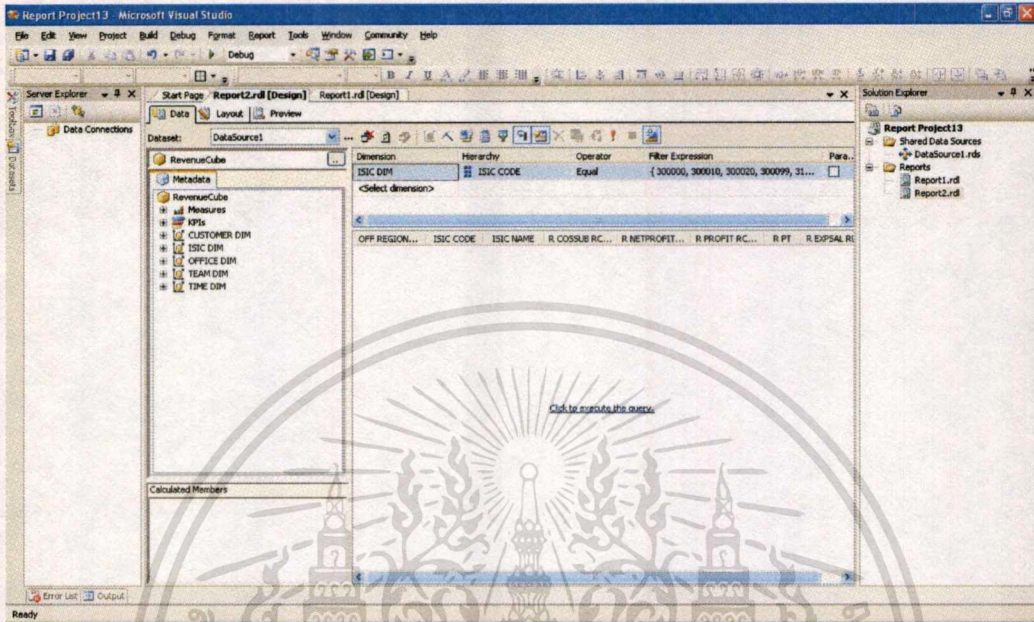 Report Project13 - Microsoft Visual Studio
File Edit View Project Build Debug Format Report Tools Window Community Help
Debug
B I U A
Server Explorer
Start Page Report2.rdl [Design] Report1.rdl [Design]
Solution Explorer
Toolbox
Datasets
Data Connections
Data Layout Preview
Dataset: DataSource1
RevenueCube ..
Metadata
RevenueCube
Measures
KPIs
CUSTOMER DIM
ISIC DIM
OFFICE DIM
TEAM DIM
TIME DIM
Calculated Members
Dimension Hierarchy Operator Filter Expression Para...
ISIC DIM ISIC CODE Equal { 300000, 300010, 300020, 300099, 31...
<Select dimension>
OFF REGION... ISIC CODE ISIC NAME R COSSUB RC... R NETPROFIT... R PROFIT RC... R PT R EXPSAL RU
Click to execute the query.
Report Project13
Shared Data Sources
DataSource1.rds
Reports
Report1.rdl
Report2.rdl
Error List Output
Ready